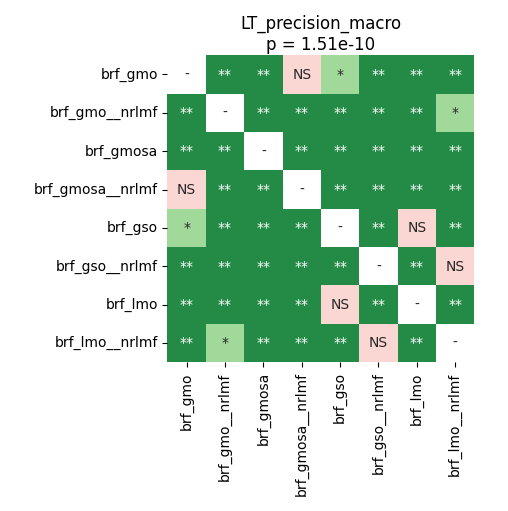 LT_precision_macro
p = 1.51e-10
brf_gmo - ** ** NS * ** ** **
brf_gmo__nrlmf ** - ** ** ** ** ** *
brf_gmosa ** ** - ** ** ** ** **
brf_gmosa__nrlmf NS ** ** - ** ** ** **
brf_gso * ** ** ** - ** NS **
brf_gso__nrlmf ** ** ** ** ** - ** NS
brf_lmo ** ** ** ** NS ** - **
brf_lmo__nrlmf ** * ** ** ** NS ** -
brf_gmo
brf_gmo__nrlmf
brf_gmosa
brf_gmosa__nrlmf
brf_gso
brf_gso__nrlmf
brf_lmo
brf_lmo__nrlmf